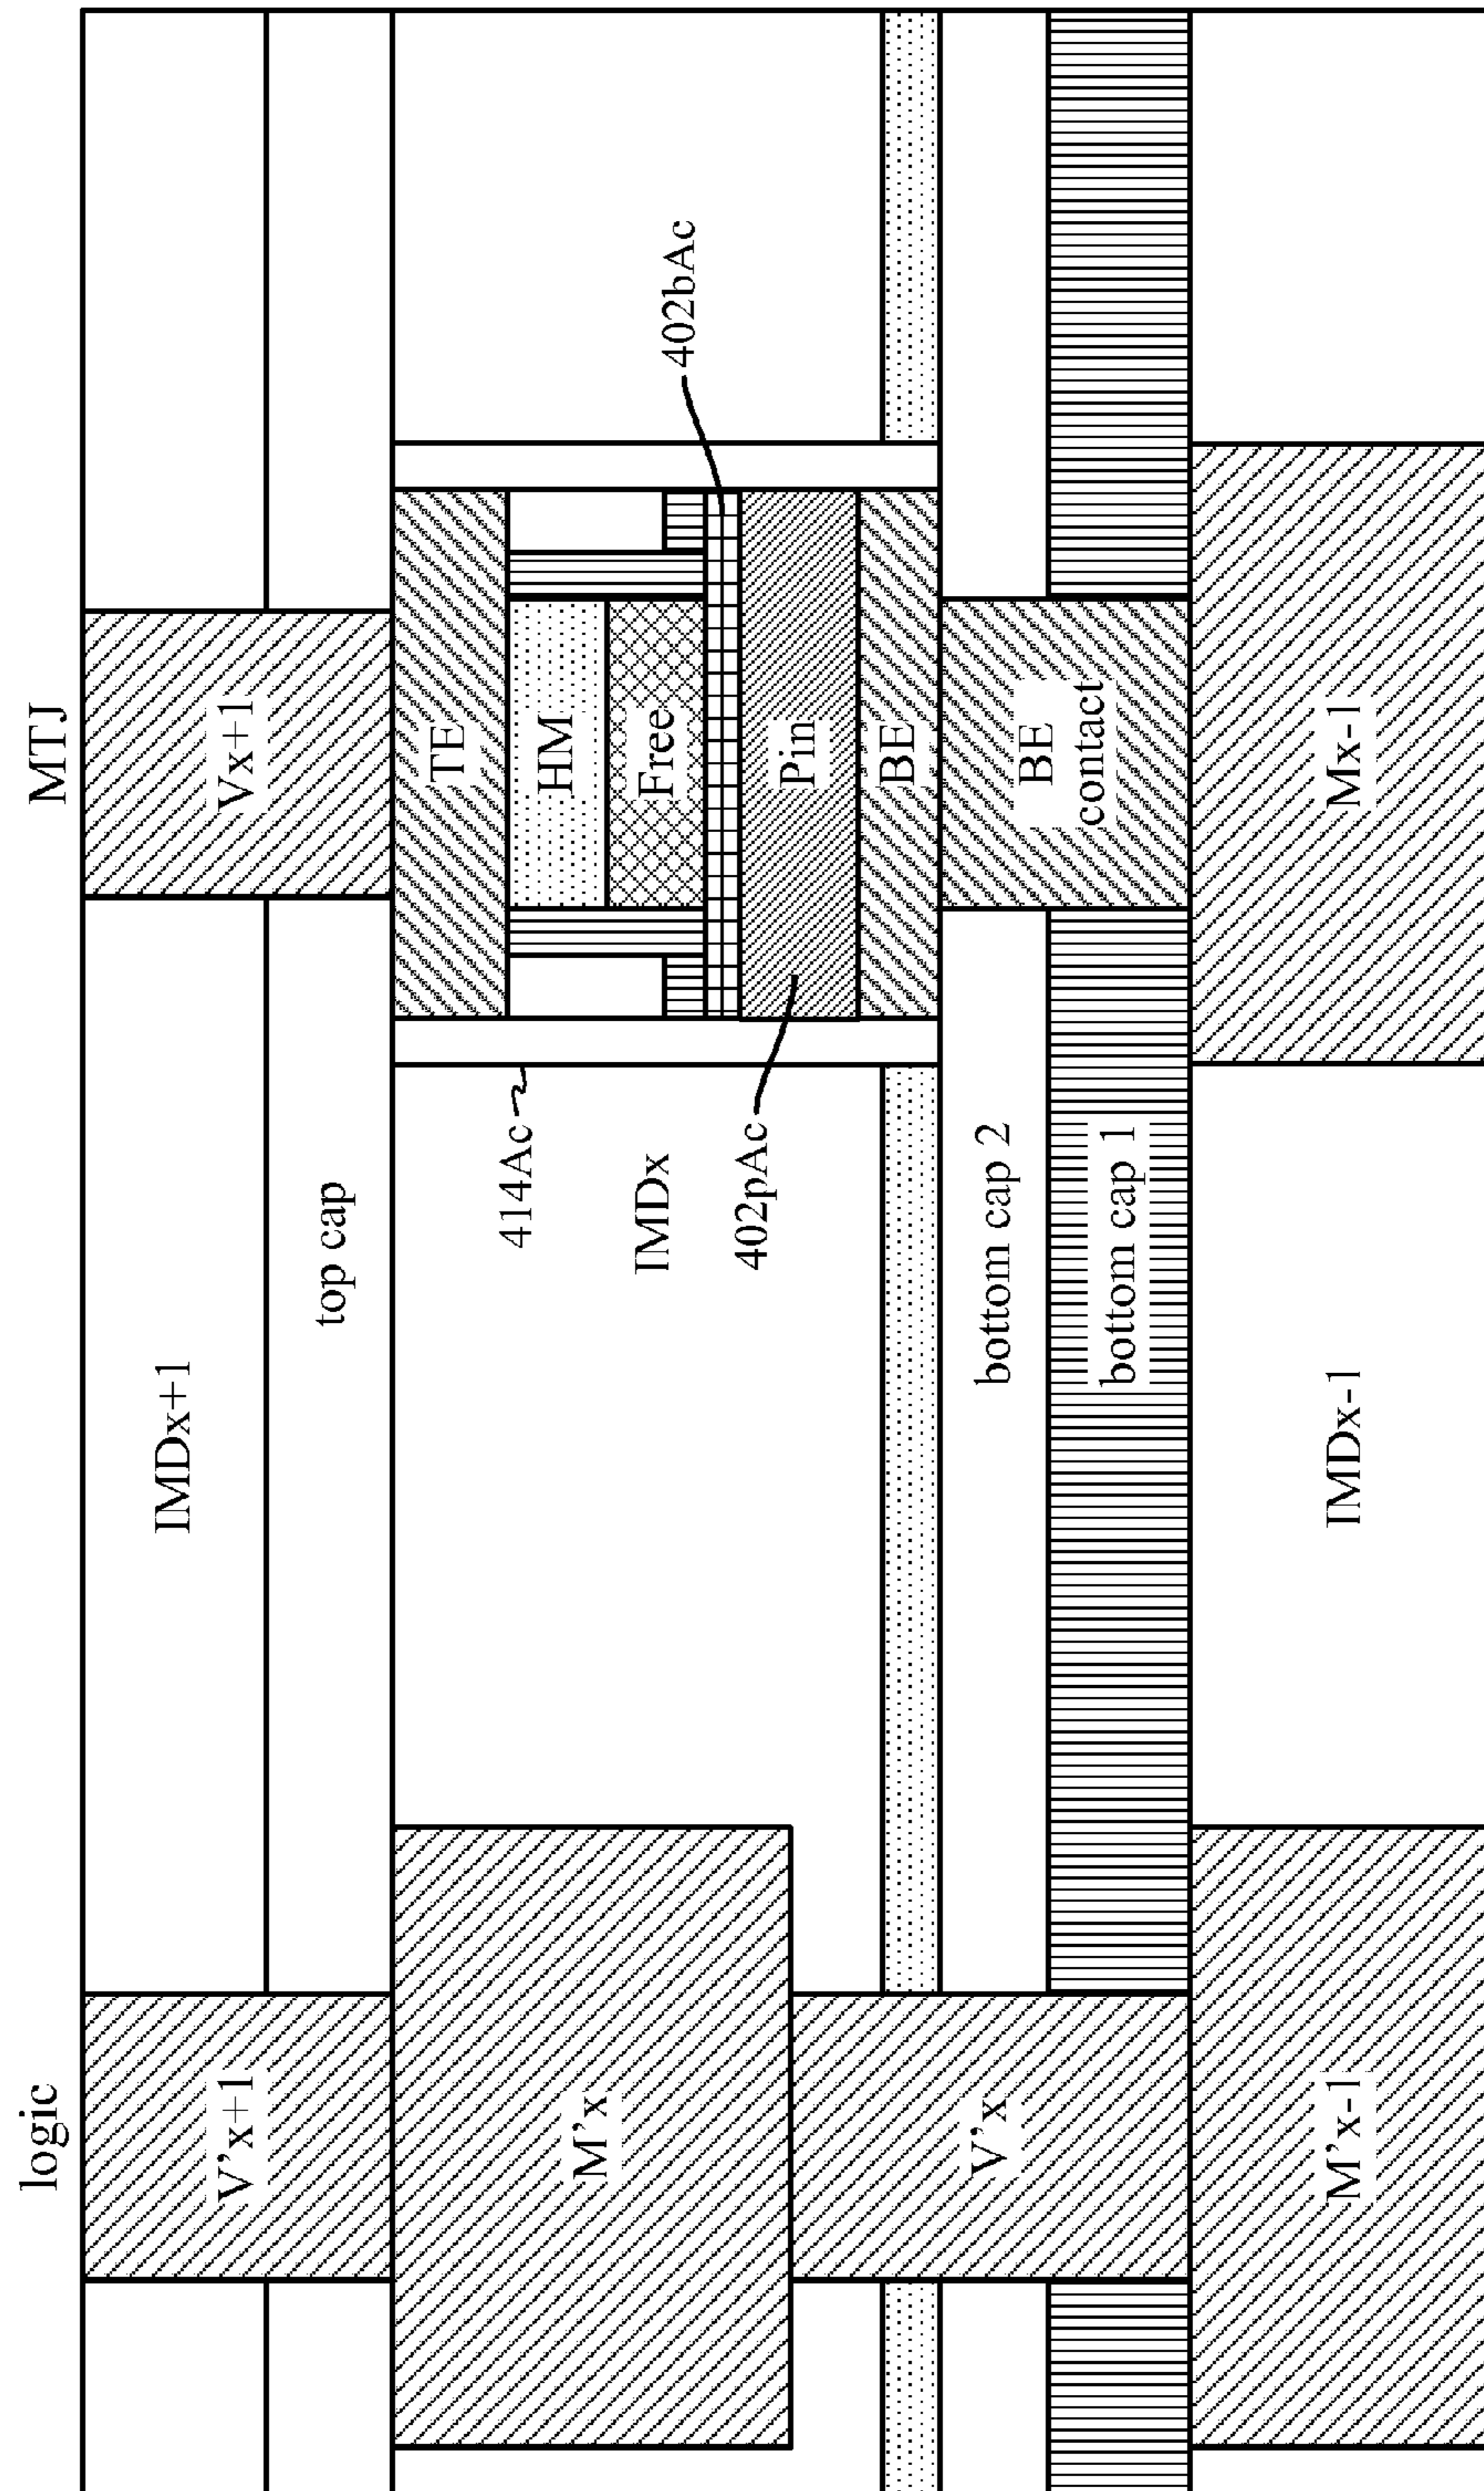 logic
MTJ
V'x+1
IMDx+1
Vx+1
top cap
M'x
414Ac
TE
HM
IMDx
Free
402bAc
402pAc
Pin
BE
V'x
bottom cap 2
BE
contact
bottom cap 1
M'x-1
IMDx-1
Mx-1